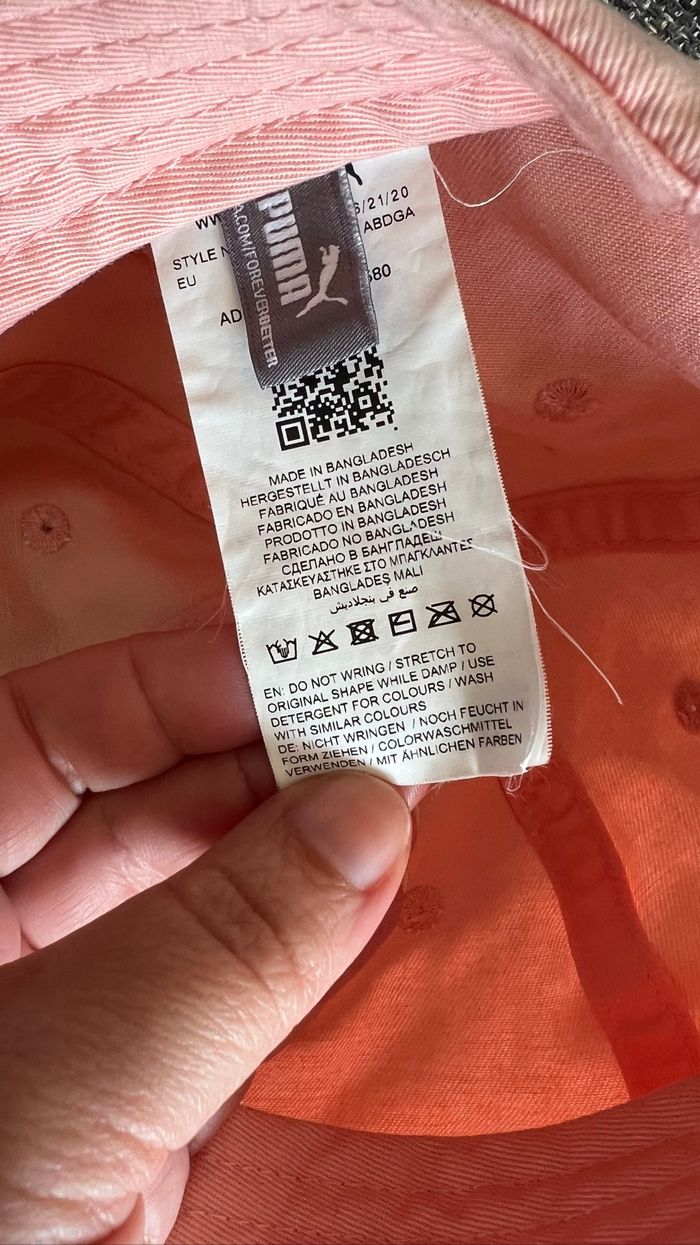 6/21/20
ABDGA
STYLE
EU
680
AD
PUMA
.COM/FOREVERBETTER
MADE IN BANGLADESH
HERGESTELLT IN BANGLADESCH
FABRIQUÉ AU BANGLADESH
FABRICADO EN BANGLADESH
PRODOTTO IN BANGLADESH
FABRICADO NO BANGLADESH
СДЕЛАНО В БАНГЛАДЕШ
ΚΑΤΑΣΚΕΥΑΣΤΗΚΕ ΣΤΟ ΜΠΑΓΚΛΑΝΤΕΣ
BANGLADEŞ MALI
صنع في بنجلاديش
EN: DO NOT WRING / STRETCH TO
ORIGINAL SHAPE WHILE DAMP / USE
DETERGENT FOR COLOURS / WASH
WITH SIMILAR COLOURS
DE: NICHT WRINGEN / NOCH FEUCHT IN
FORM ZIEHEN / COLORWASCHMITTEL
VERWENDEN / MIT ÄHNLICHEN FARBEN